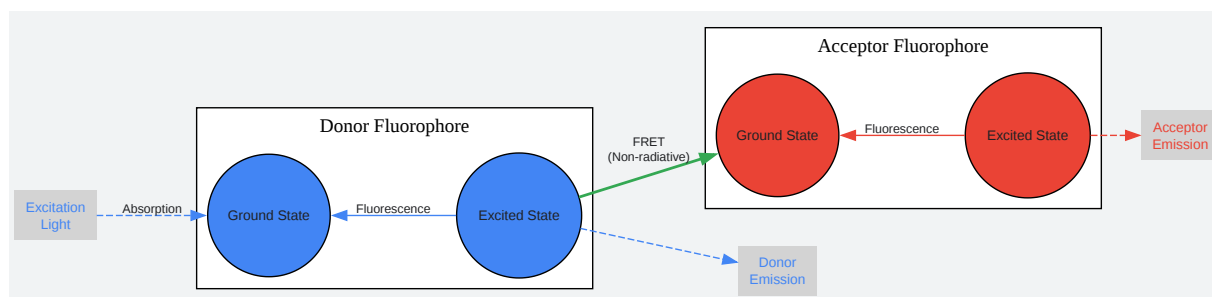 Acceptor Fluorophore
Ground State
Fluorescence
Excited State
Acceptor
Emission
Donor Fluorophore
FRET
(Non-radiative)
Excitation
Light
Absorption
Ground State
Fluorescence
Excited State
Donor
Emission